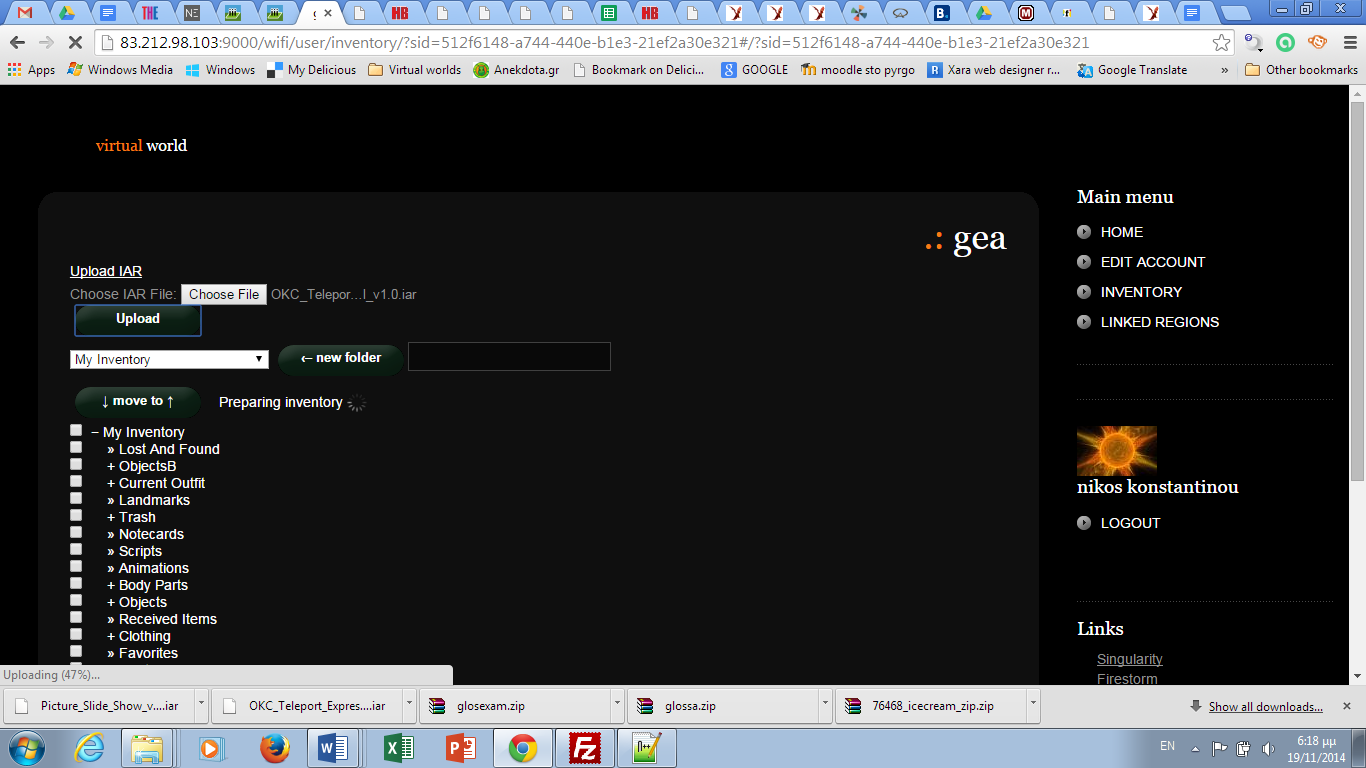 THE
NE
g
HB
HB
B.
M
83.212.98.103:9000/wifi/user/inventory/?sid=512f6148-a744-440e-b1e3-21ef2a30e321#/?sid=512f6148-a744-440e-b1e3-21ef2a30e321
Apps Windows Media Windows My Delicious Virtual worlds Anekdota.gr Bookmark on Delici... GOOGLE moodle sto pyrgo Xara web designer r... Google Translate » Other bookmarks
virtual world
.: gea
Upload IAR
Choose IAR File: Choose File OKC_Telepor...l_v1.0.iar
Upload
My Inventory ← new folder
↓ move to ↑ Preparing inventory
– My Inventory
» Lost And Found
+ ObjectsB
+ Current Outfit
» Landmarks
+ Trash
» Notecards
» Scripts
» Animations
+ Body Parts
+ Objects
» Received Items
+ Clothing
» Favorites
Main menu
HOME
EDIT ACCOUNT
INVENTORY
LINKED REGIONS
nikos konstantinou
LOGOUT
Links
Singularity
Firestorm
Uploading (47%)...
Picture_Slide_Show_v....iar OKC_Teleport_Expres....iar glosexam.zip glossa.zip 76468_icecream_zip.zip Show all downloads...
EN 6:18 μμ
19/11/2014